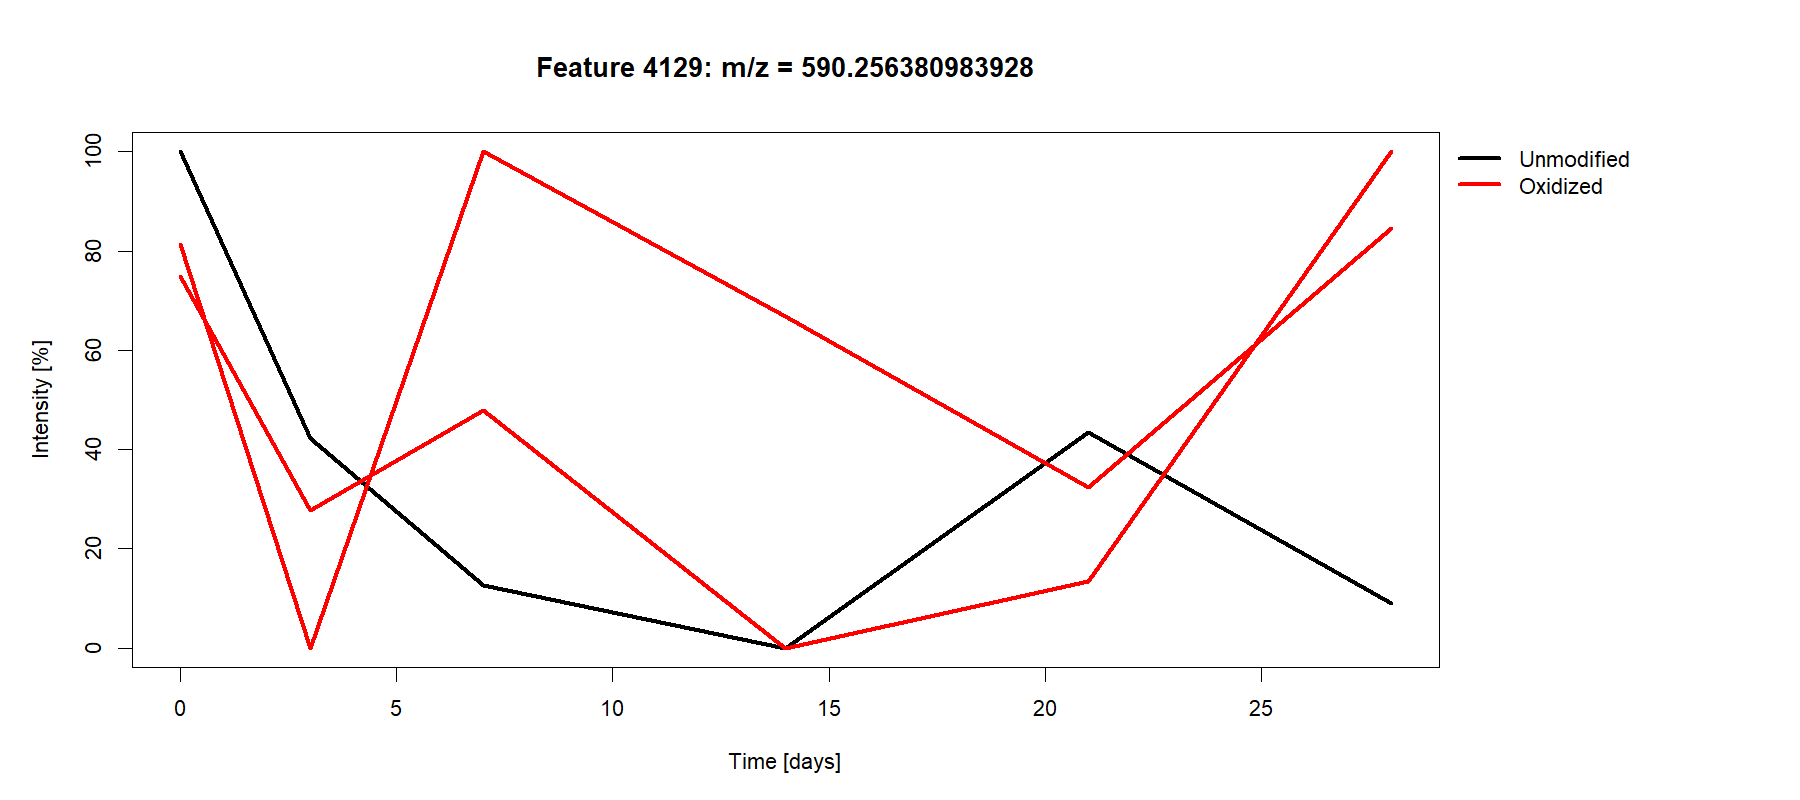 Feature 4129: m/z = 590.256380983928
Unmodified
Oxidized
Intensity [%]
100
80
60
40
20
0
0 5 10 15 20 25
Time [days]